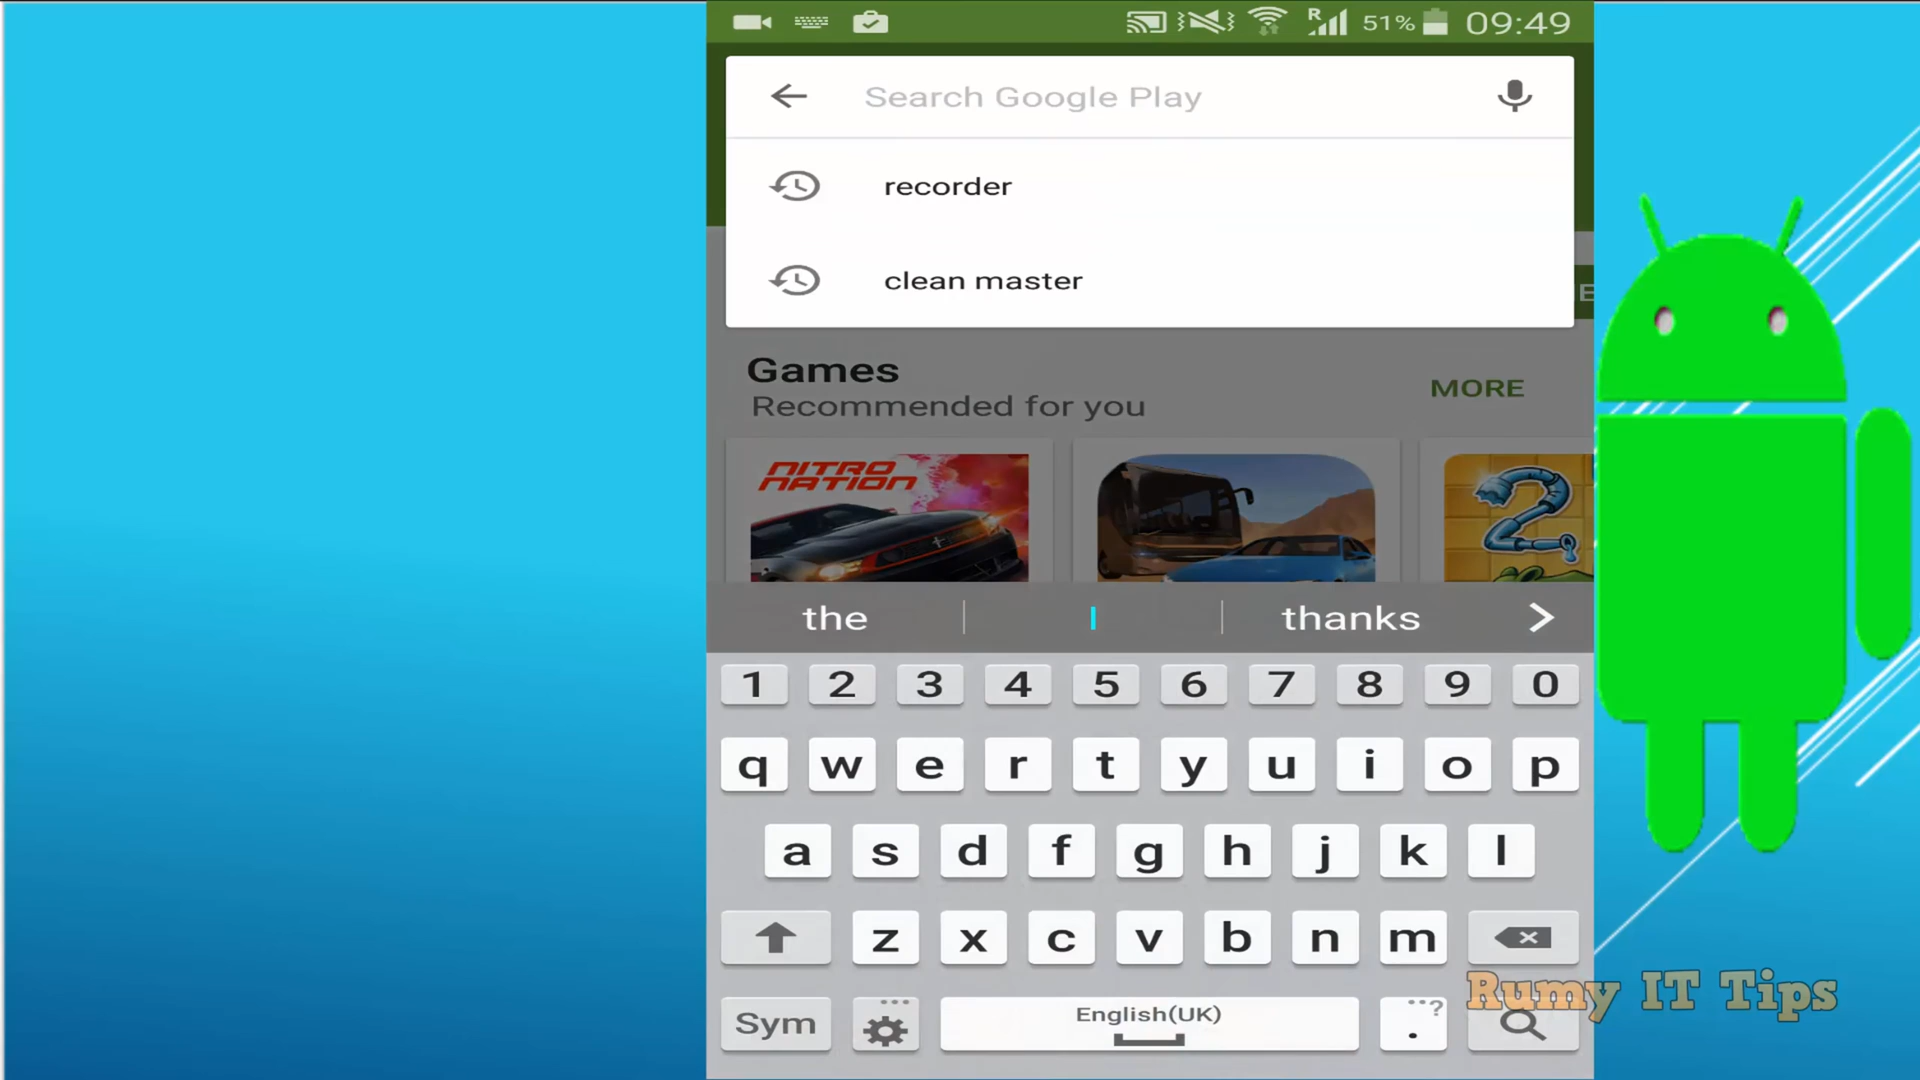 R 51% 09:49
Search Google Play
recorder
clean master
E
Games
Recommended for you
MORE
NITRO
NATION
2
the I thanks >
1 2 3 4 5 6 7 8 9 0
q w e r t y u i o p
a s d f g h j k l
z x c v b n m
Sym English(UK) . ?
Rumy IT Tips